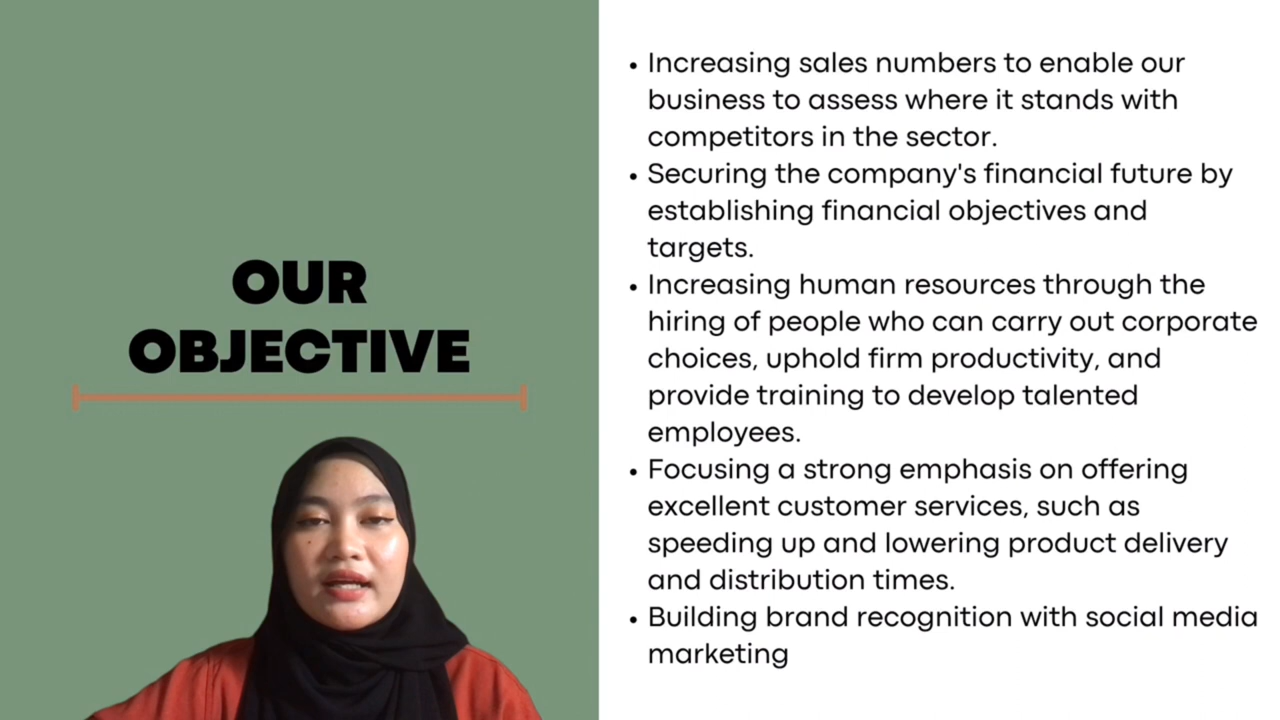 OUR
OBJECTIVE
• Increasing sales numbers to enable our
business to assess where it stands with
competitors in the sector.
• Securing the company's financial future by
establishing financial objectives and
targets.
• Increasing human resources through the
hiring of people who can carry out corporate
choices, uphold firm productivity, and
provide training to develop talented
employees.
• Focusing a strong emphasis on offering
excellent customer services, such as
speeding up and lowering product delivery
and distribution times.
• Building brand recognition with social media
marketing